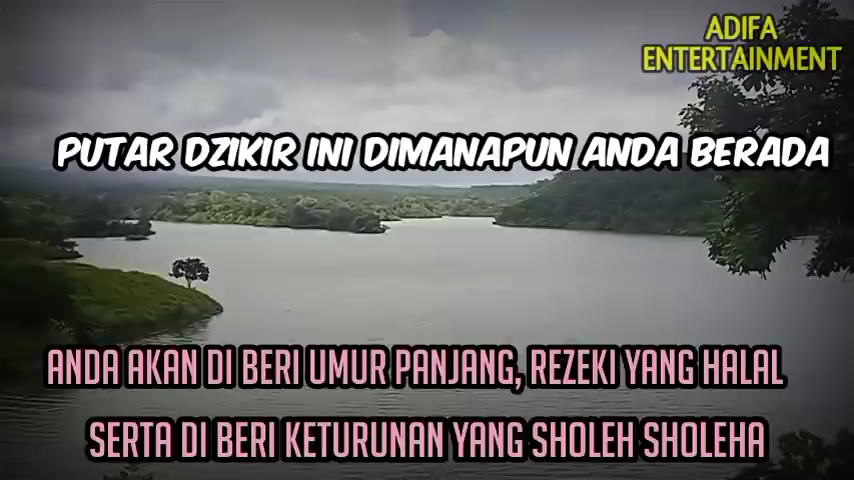 ADIFA
ENTERTAINMENT
PUTAR DZIKIR INI DIMANAPUN ANDA BERADA
ANDA AKAN DI BERI UMUR PANJANG, REZEKI YANG HALAL
SERTA DI BERI KETURUNAN YANG SHOLEH SHOLEHA